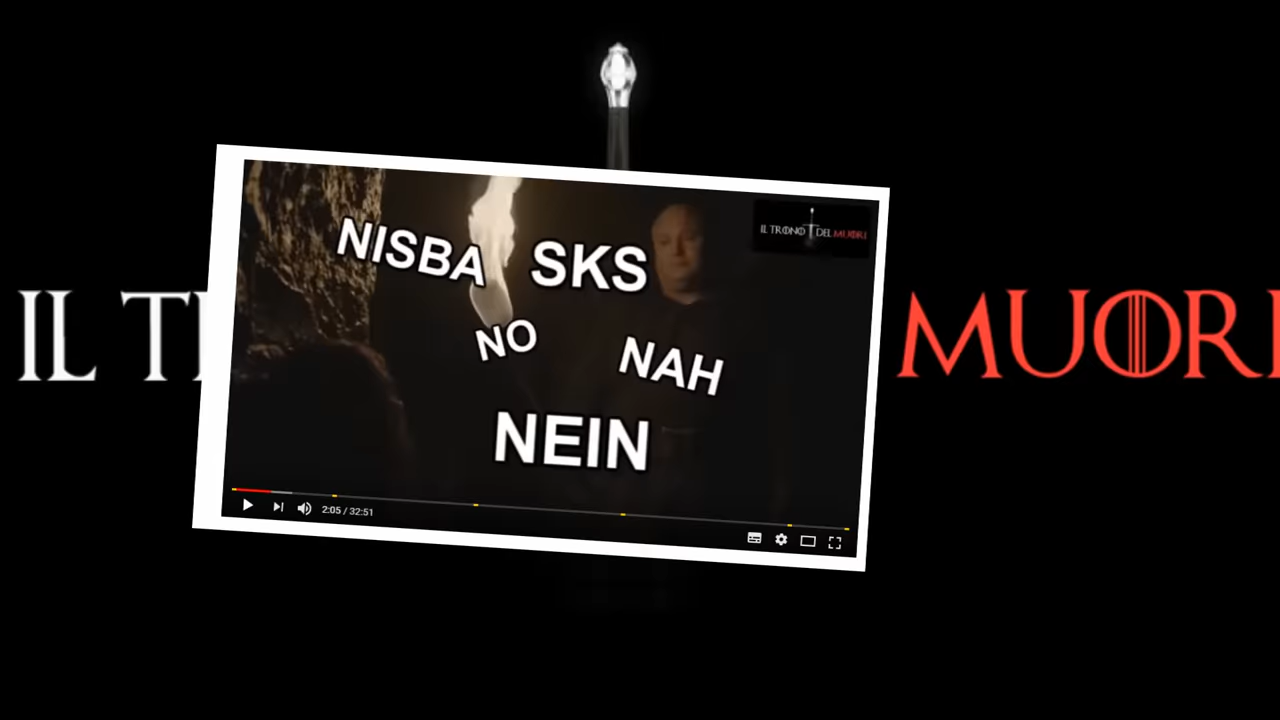 IL TR
MUORI
IL TRONO DEL MUORI
NISBA
SKS
NO
NAH
NEIN
2:05 / 32:51